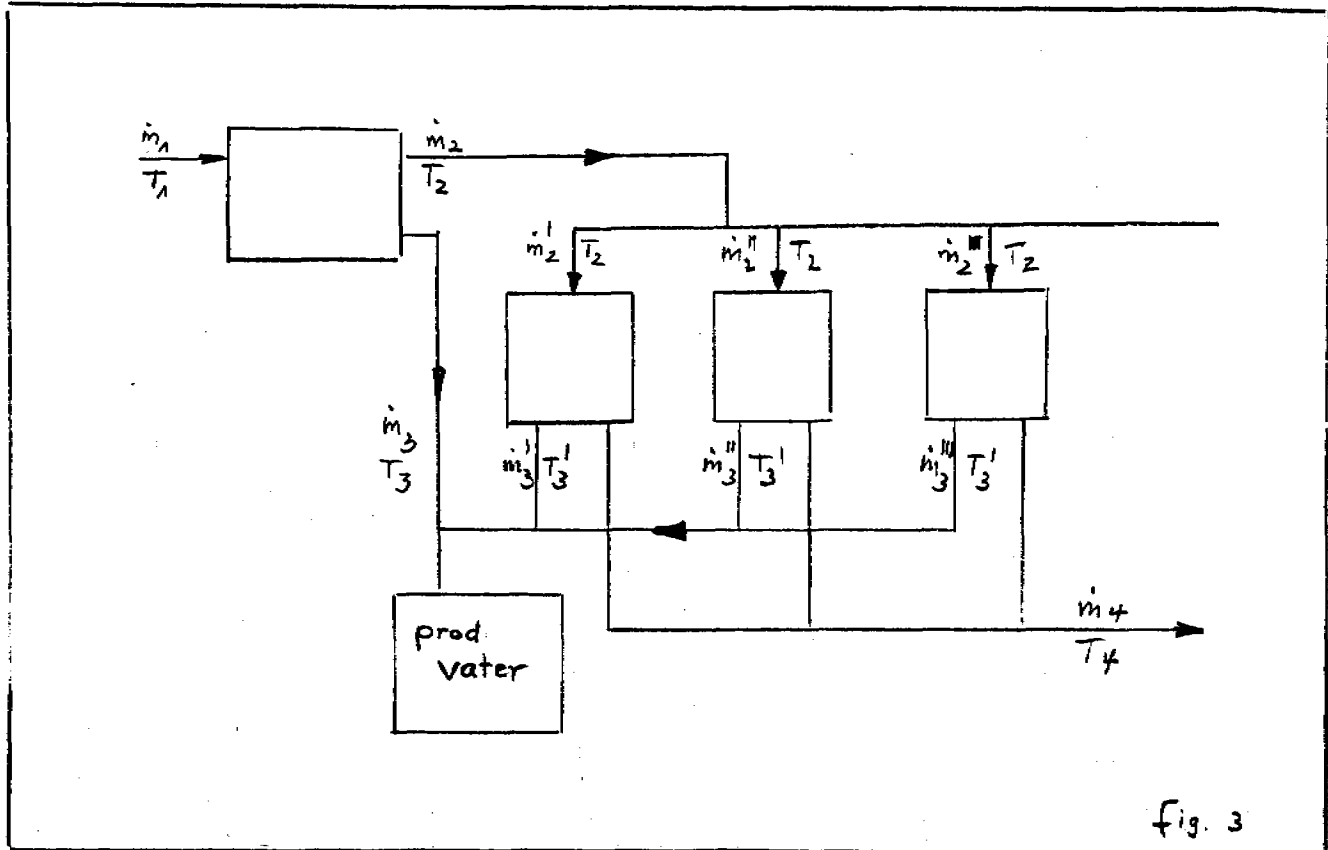 ṁ₁
T₁
ṁ₂
T₂
ṁ₂' T₂
ṁ₂'' T₂
ṁ₂''' T₂
ṁ₃
T₃
ṁ₃' T₃'
ṁ₃'' T₃'
ṁ₃''' T₃'
ṁ₄
T₄
prod
vater
fig. 3